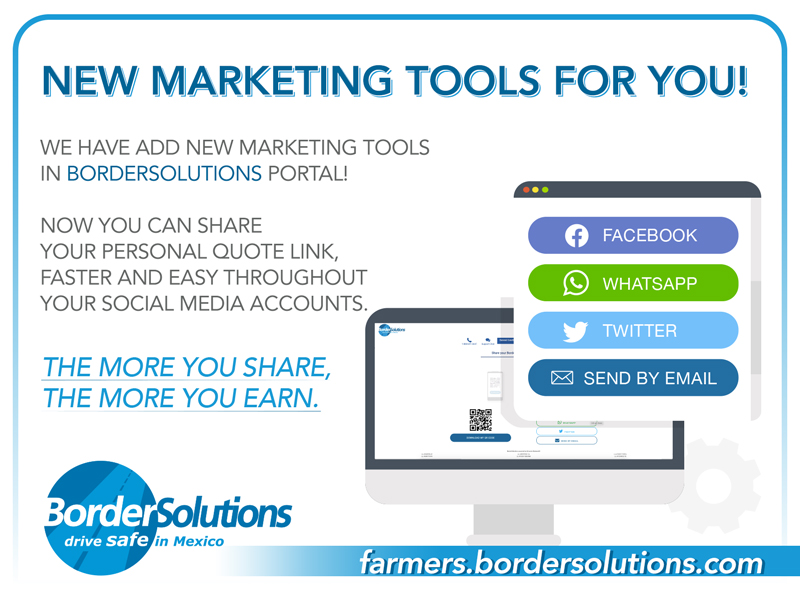 NEW MARKETING TOOLS FOR YOU!
WE HAVE ADD NEW MARKETING TOOLS
IN BORDERSOLUTIONS PORTAL!
NOW YOU CAN SHARE
YOUR PERSONAL QUOTE LINK,
FASTER AND EASY THROUGHOUT
YOUR SOCIAL MEDIA ACCOUNTS.
THE MORE YOU SHARE,
THE MORE YOU EARN.
FACEBOOK
WHATSAPP
TWITTER
SEND BY EMAIL
BorderSolutions
BorderSolutions
drive safe in Mexico
farmers.bordersolutions.com